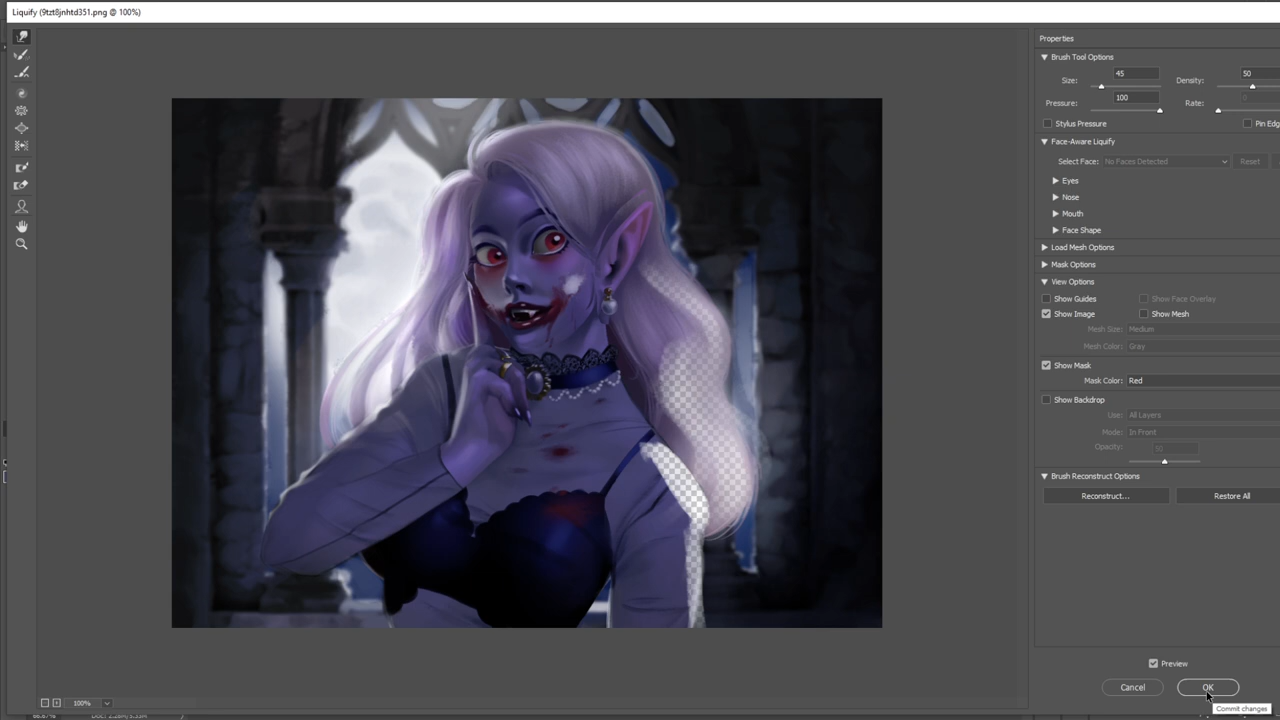 Liquify (9tzt8jnhtd351.png @ 100%)
Properties
Brush Tool Options
Size: 45 Density: 50
Pressure: 100 Rate: 0
Stylus Pressure Pin Edg
Face-Aware Liquify
Select Face: No Faces Detected Reset
Eyes
Nose
Mouth
Face Shape
Load Mesh Options
Mask Options
View Options
Show Guides Show Face Overlay
Show Image Show Mesh
Mesh Size: Medium
Mesh Color: Gray
Show Mask
Mask Color: Red
Show Backdrop
Use: All Layers
Mode: In Front
Opacity: 50
Brush Reconstruct Options
Reconstruct... Restore All
Preview
Cancel OK
Commit changes
100%